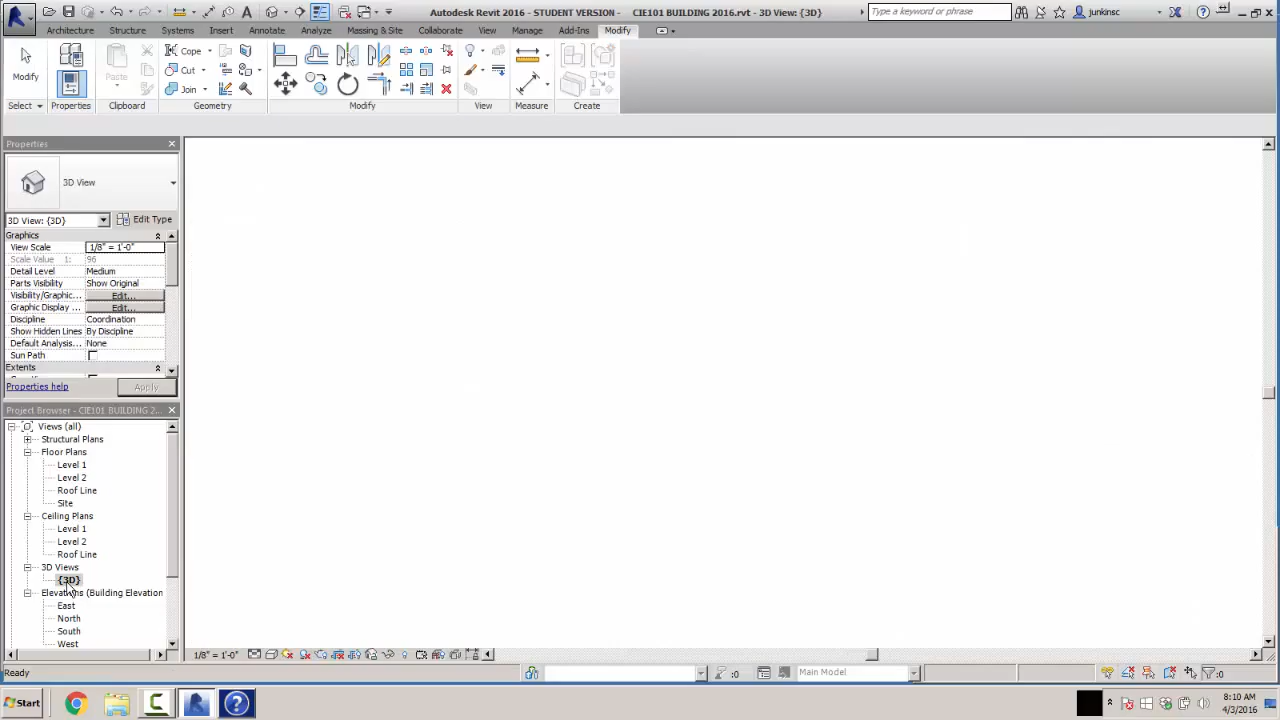 Autodesk Revit 2016 - STUDENT VERSION - CIE101 BUILDING 2016.rvt - 3D View: {3D}
Type a keyword or phrase
junkinsc
Architecture Structure Systems Insert Annotate Analyze Massing & Site Collaborate View Manage Add-Ins Modify
Cope
Modify Paste Cut
Join
Select Properties Clipboard Geometry Modify View Measure Create
Properties
3D View
3D View: {3D} Edit Type
Graphics
View Scale 1/8" = 1'-0"
Scale Value 1: 96
Detail Level Medium
Parts Visibility Show Original
Visibility/Graphic... Edit...
Graphic Display ... Edit...
Discipline Coordination
Show Hidden Lines By Discipline
Default Analysis... None
Sun Path
Extents
Properties help Apply
Project Browser - CIE101 BUILDING 2...
Views (all)
Structural Plans
Floor Plans
Level 1
Level 2
Roof Line
Site
Ceiling Plans
Level 1
Level 2
Roof Line
3D Views
{3D}
Elevations (Building Elevation
East
North
South
West
1/8" = 1'-0"
Ready :0 Main Model :0
Start 8:10 AM
4/3/2016